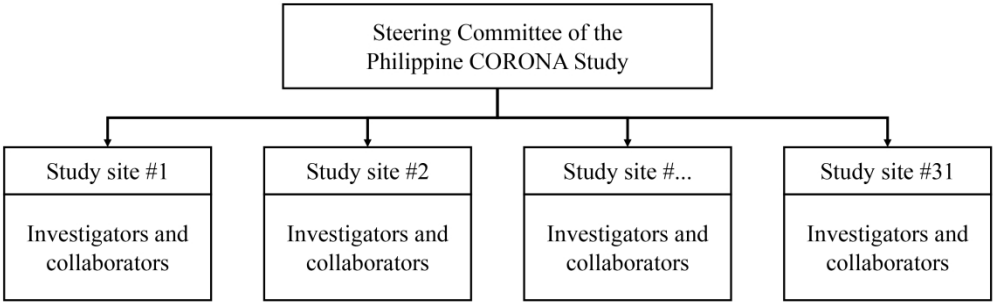 Steering Committee of the
Philippine CORONA Study
Study site #1
Study site #2
Study site #...
Study site #31
Investigators and
collaborators
Investigators and
collaborators
Investigators and
collaborators
Investigators and
collaborators